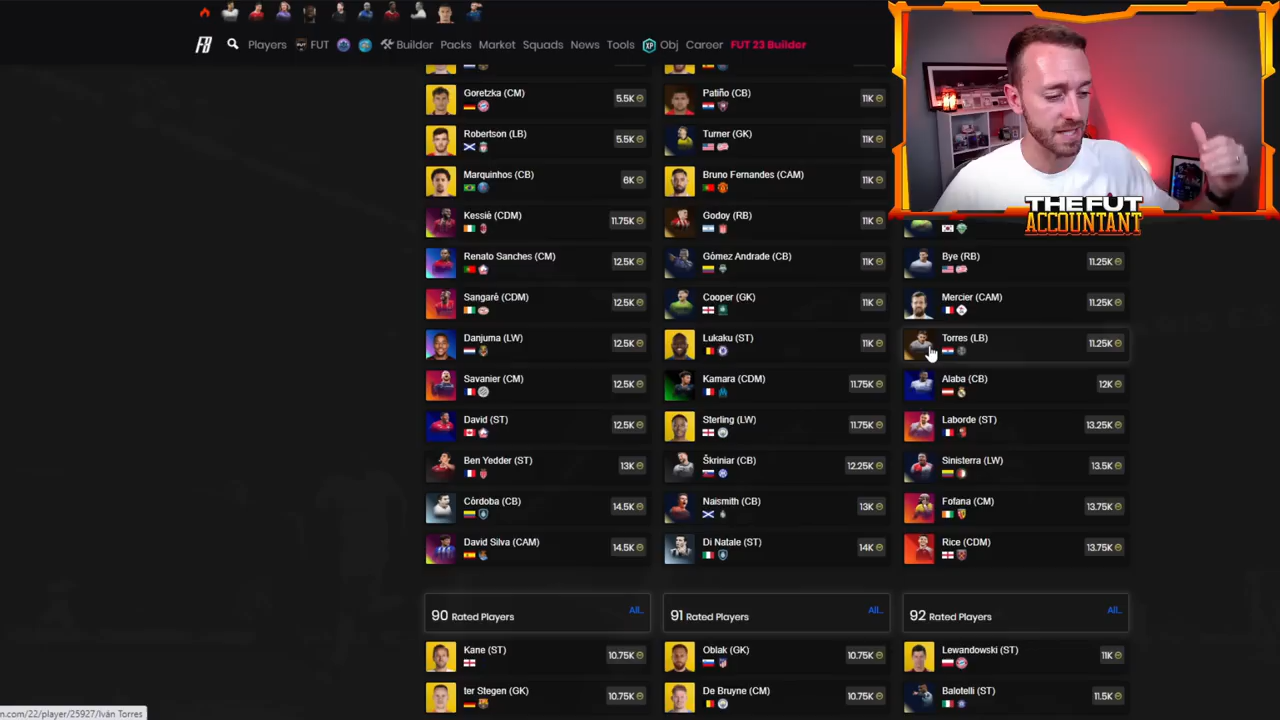 FB Players FUT Builder Packs Market Squads News Tools XP Obj Career FUT 23 Builder
THE FUT
ACCOUNTANT
Goretzka (CM) 5.5K
Robertson (LB) 5.5K
Marquinhos (CB) 6K
Kessié (CDM) 11.75K
Renato Sanches (CM) 12.5K
Sangaré (CDM) 12.5K
Danjuma (LW) 12.5K
Savanier (CM) 12.5K
David (ST) 12.5K
Ben Yedder (ST) 13K
Córdoba (CB) 14.5K
David Silva (CAM) 14.5K
Patiño (CB) 11K
Turner (GK) 11K
Bruno Fernandes (CAM) 11K
Godoy (RB) 11K
Gómez Andrade (CB) 11K
Cooper (GK) 11K
Lukaku (ST) 11K
Kamara (CDM) 11.75K
Sterling (LW) 11.75K
Škriniar (CB) 12.25K
Naismith (CB) 13K
Di Natale (ST) 14K
Bye (RB) 11.25K
Mercier (CAM) 11.25K
Torres (LB) 11.25K
Alaba (CB) 12K
Laborde (ST) 13.25K
Sinisterra (LW) 13.5K
Fofana (CM) 13.75K
Rice (CDM) 13.75K
90 Rated Players All..
Kane (ST) 10.75K
ter Stegen (GK) 10.75K
91 Rated Players All..
Oblak (GK) 10.75K
De Bruyne (CM) 10.75K
92 Rated Players All..
Lewandowski (ST) 11K
Balotelli (ST) 11.5K
n.com/22/player/25927/Iván Torres